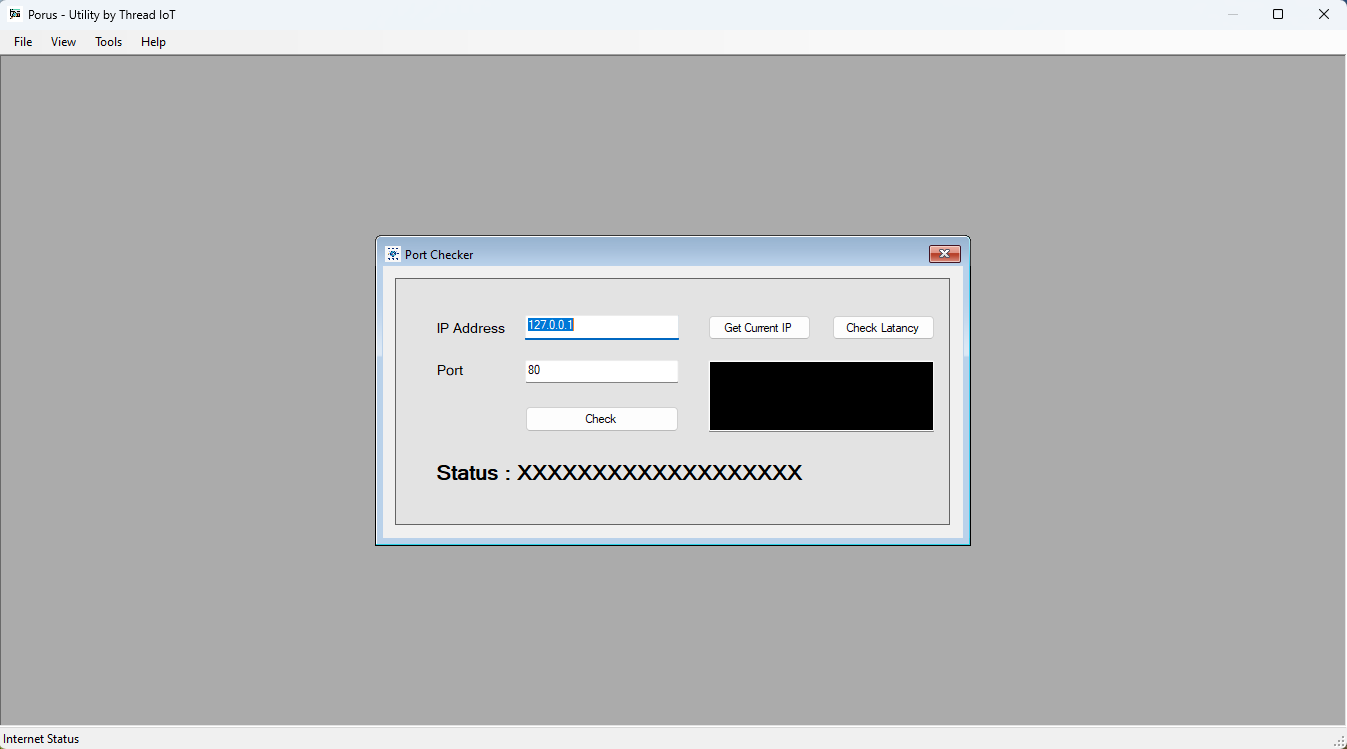 Porus - Utility by Thread IoT
File View Tools Help
Port Checker
IP Address 127.0.0.1 Get Current IP Check Latancy
Port 80
Check
Status : XXXXXXXXXXXXXXXXXXX
Internet Status